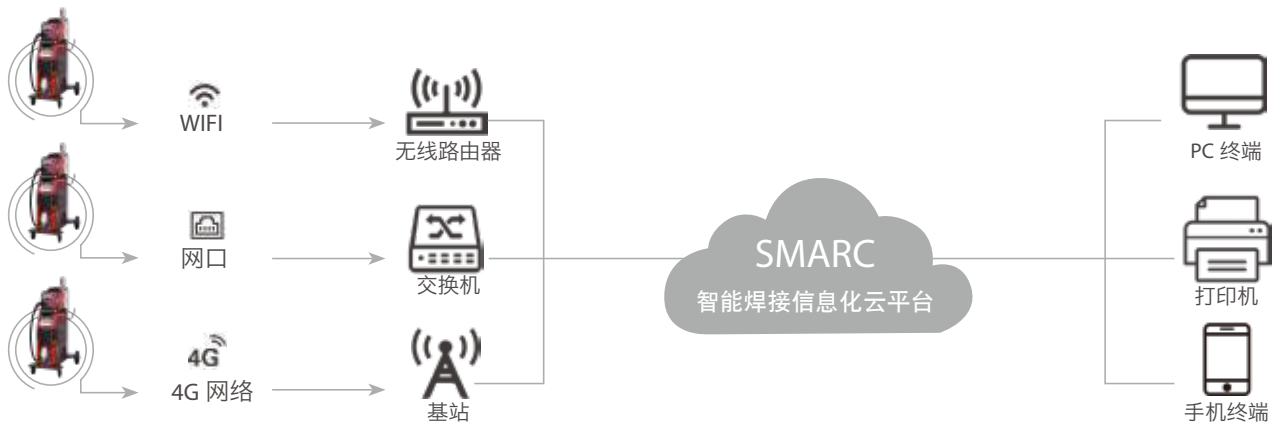 WIFI
无线路由器
PC 终端
网口
交换机
SMARC
智能焊接信息化云平台
打印机
4G
4G 网络
基站
手机终端